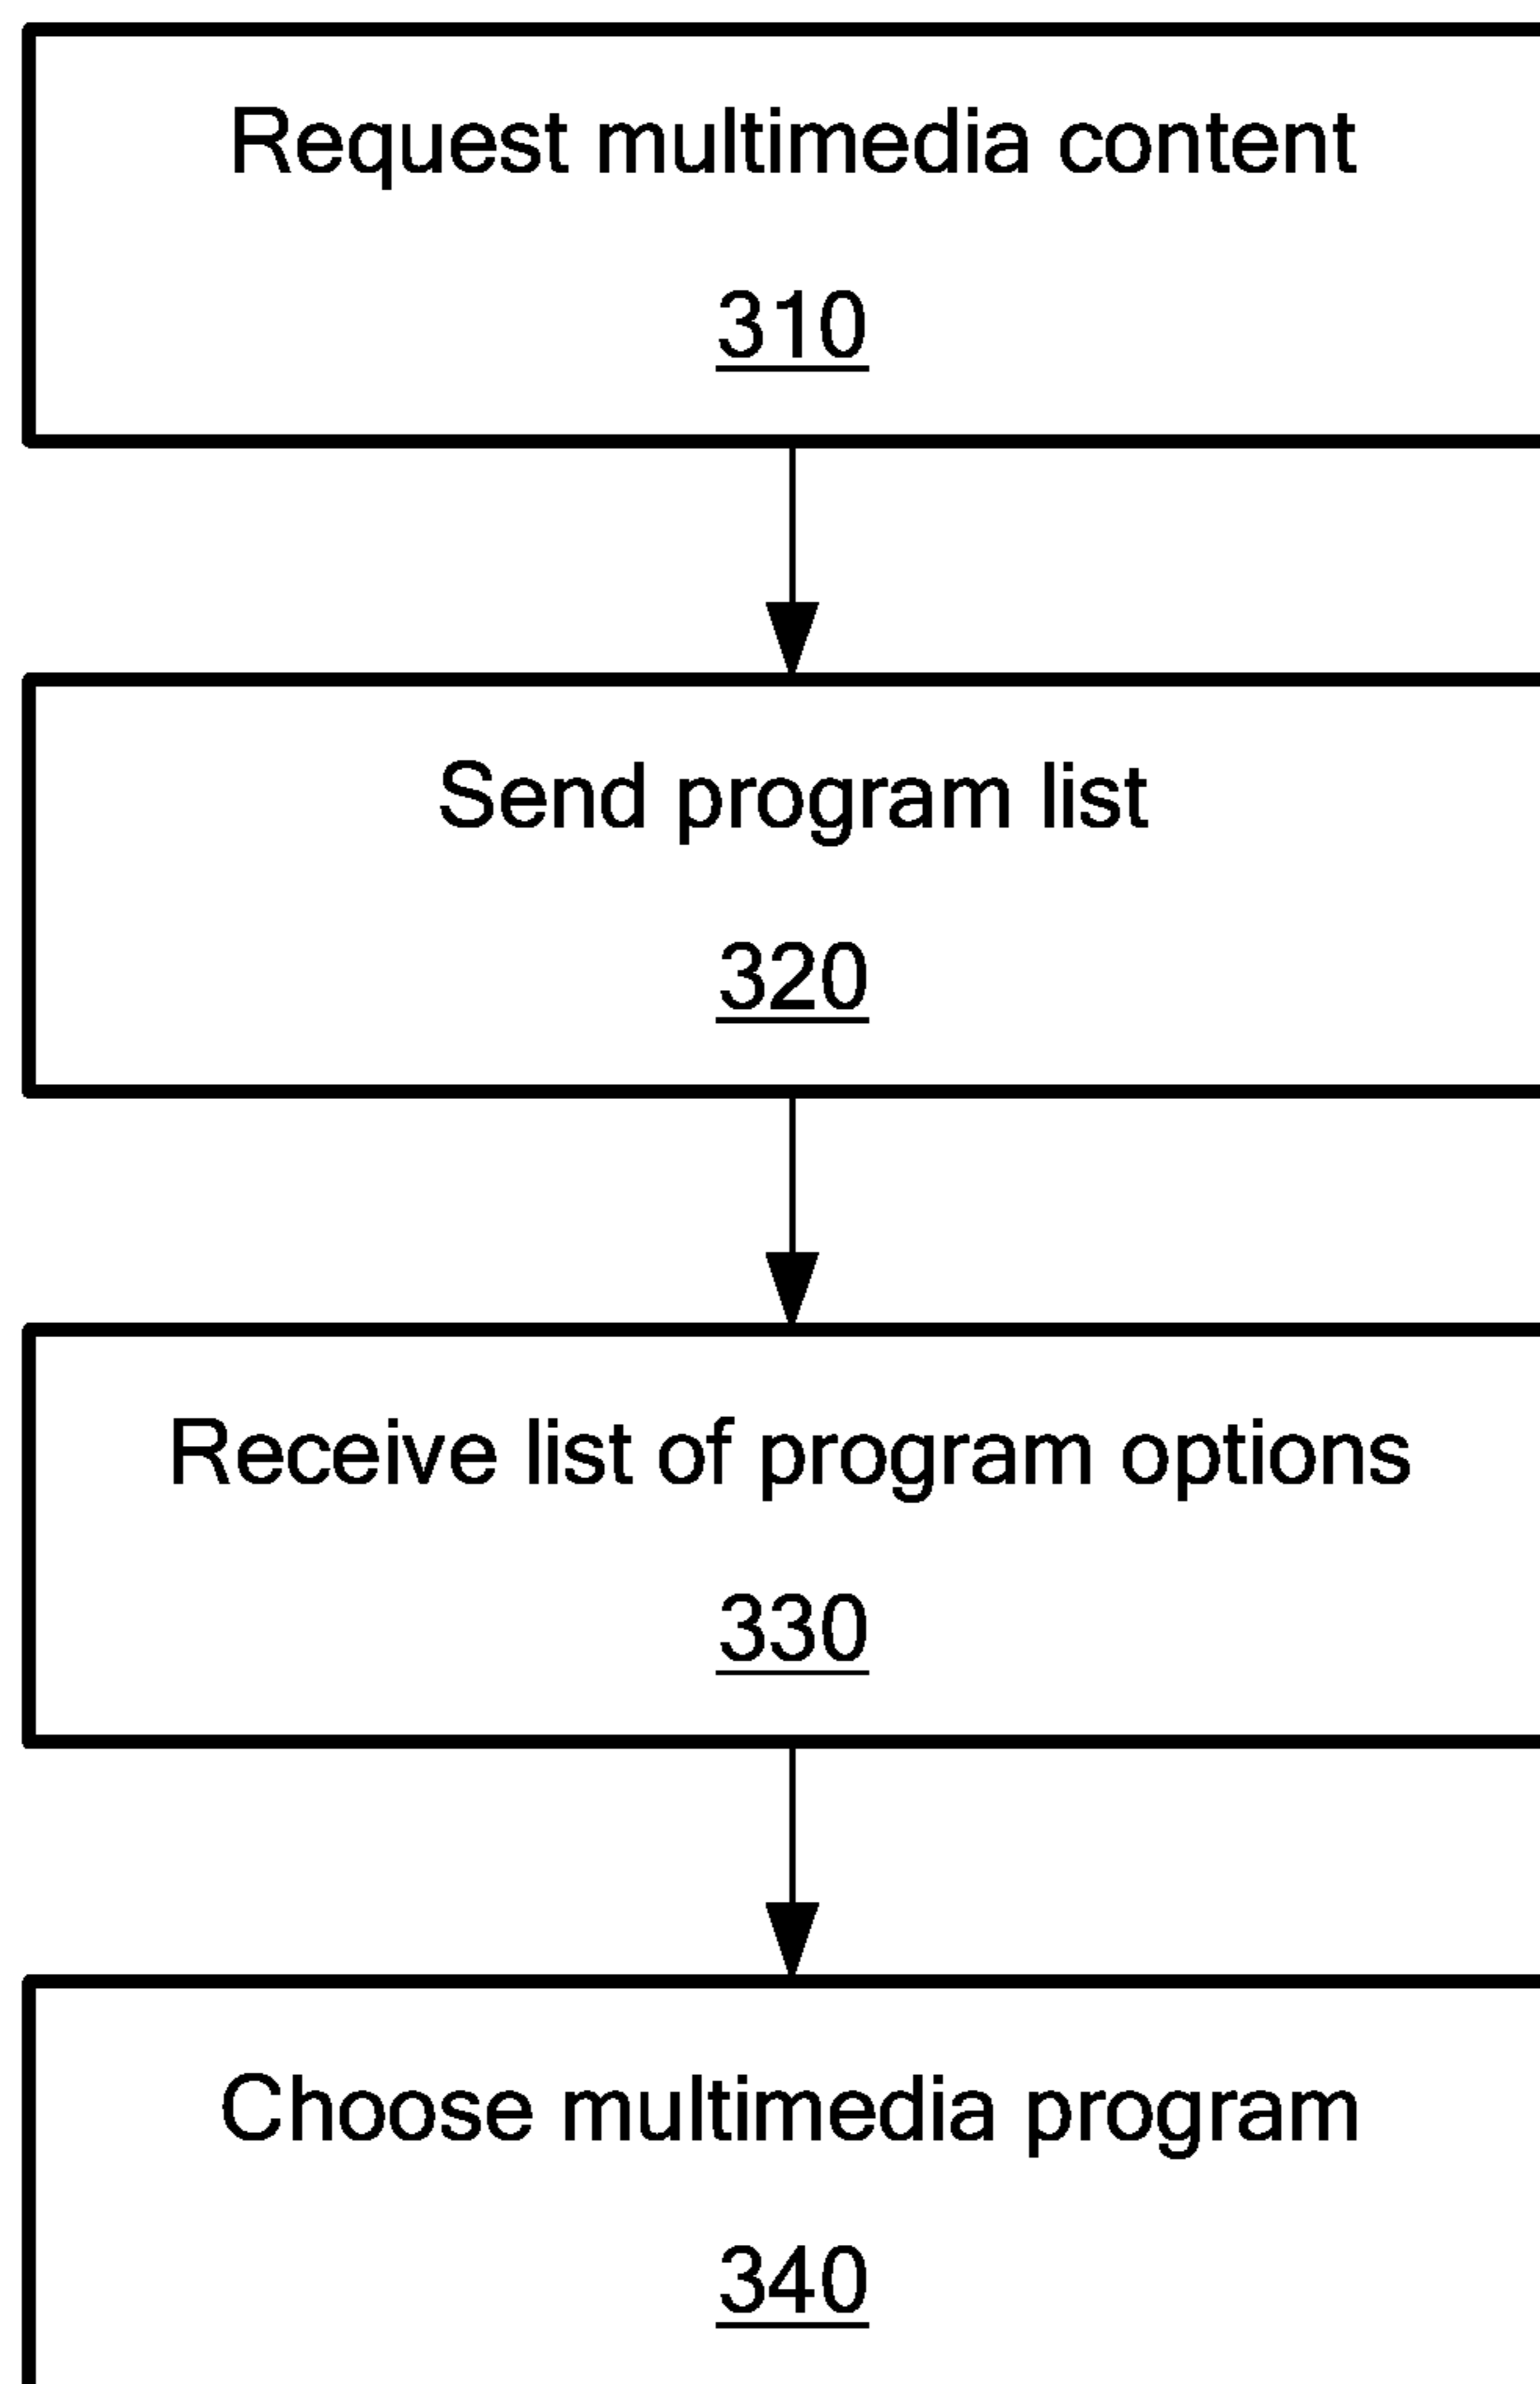 Request multimedia content
310
Send program list
320
Receive list of program options
330
Choose multimedia program
340